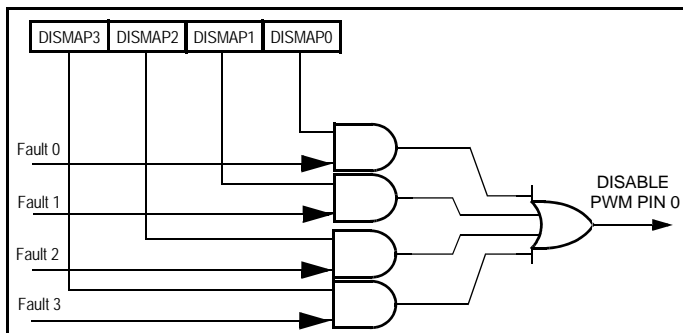 DISMAP3 DISMAP2 DISMAP1 DISMAP0
Fault 0
Fault 1
Fault 2
Fault 3
DISABLE
PWM PIN 0